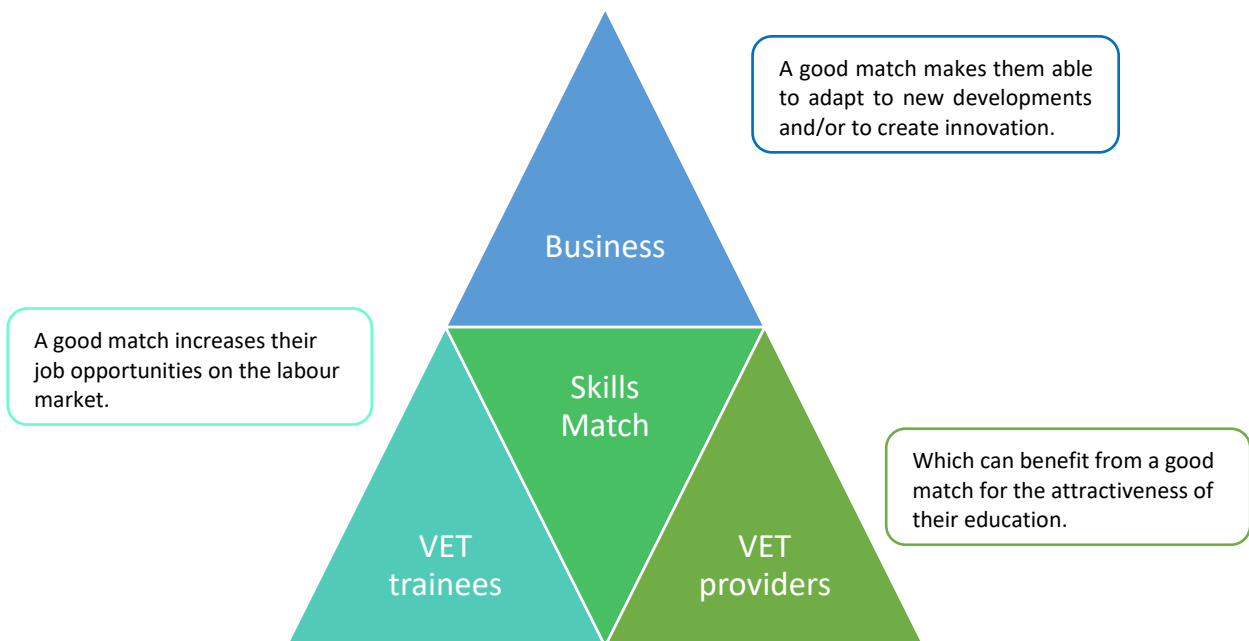 A good match makes them able
to adapt to new developments
and/or to create innovation.
Business
A good match increases their
job opportunities on the labour
market.
Skills
Match
Which can benefit from a good
match for the attractiveness of
their education.
VET
trainees
VET
providers